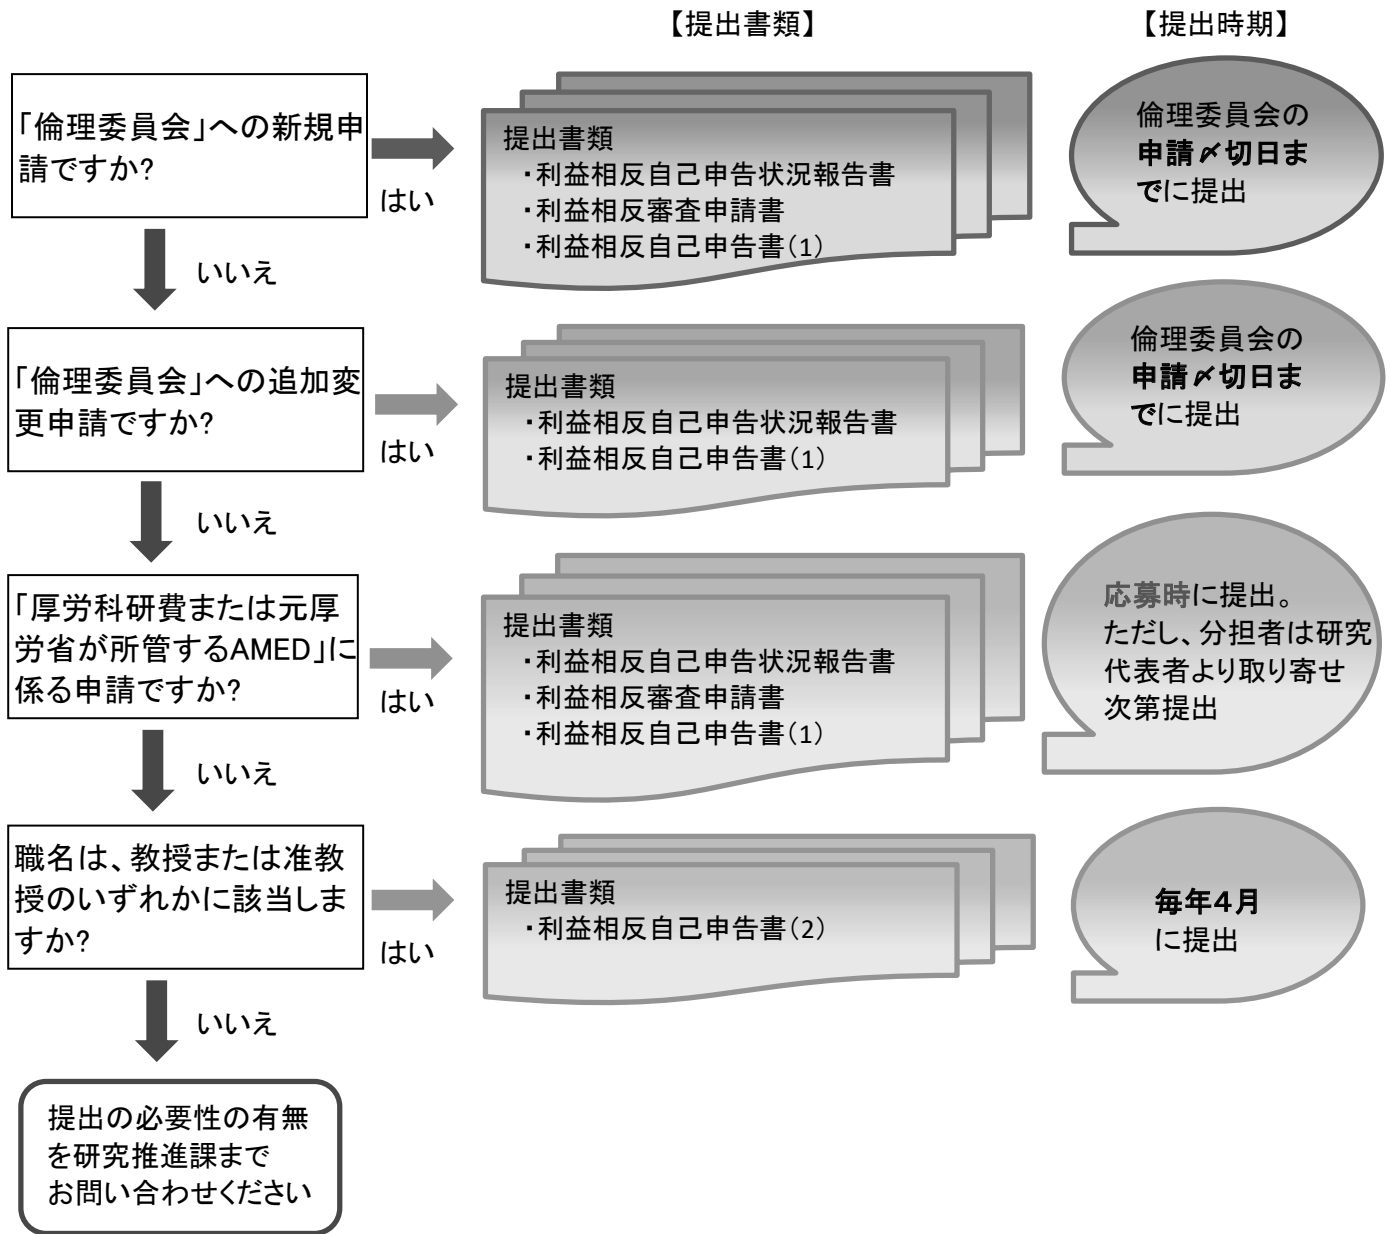 【提出書類】
【提出時期】
「倫理委員会」への新規申
請ですか?
はい
提出書類
・利益相反自己申告状況報告書
・利益相反審査申請書
・利益相反自己申告書(1)
倫理委員会の
申請〆切日ま
でに提出
いいえ
「倫理委員会」への追加変
更申請ですか?
はい
提出書類
・利益相反自己申告状況報告書
・利益相反自己申告書(1)
倫理委員会の
申請〆切日ま
でに提出
いいえ
「厚労科研費または元厚
労省が所管するAMED」に
係る申請ですか?
はい
提出書類
・利益相反自己申告状況報告書
・利益相反審査申請書
・利益相反自己申告書(1)
応募時に提出。
ただし、分担者は研究
代表者より取り寄せ
次第提出
いいえ
職名は、教授または准教
授のいずれかに該当しま
すか?
はい
提出書類
・利益相反自己申告書(2)
毎年4月
に提出
いいえ
提出の必要性の有無
を研究推進課まで
お問い合わせください